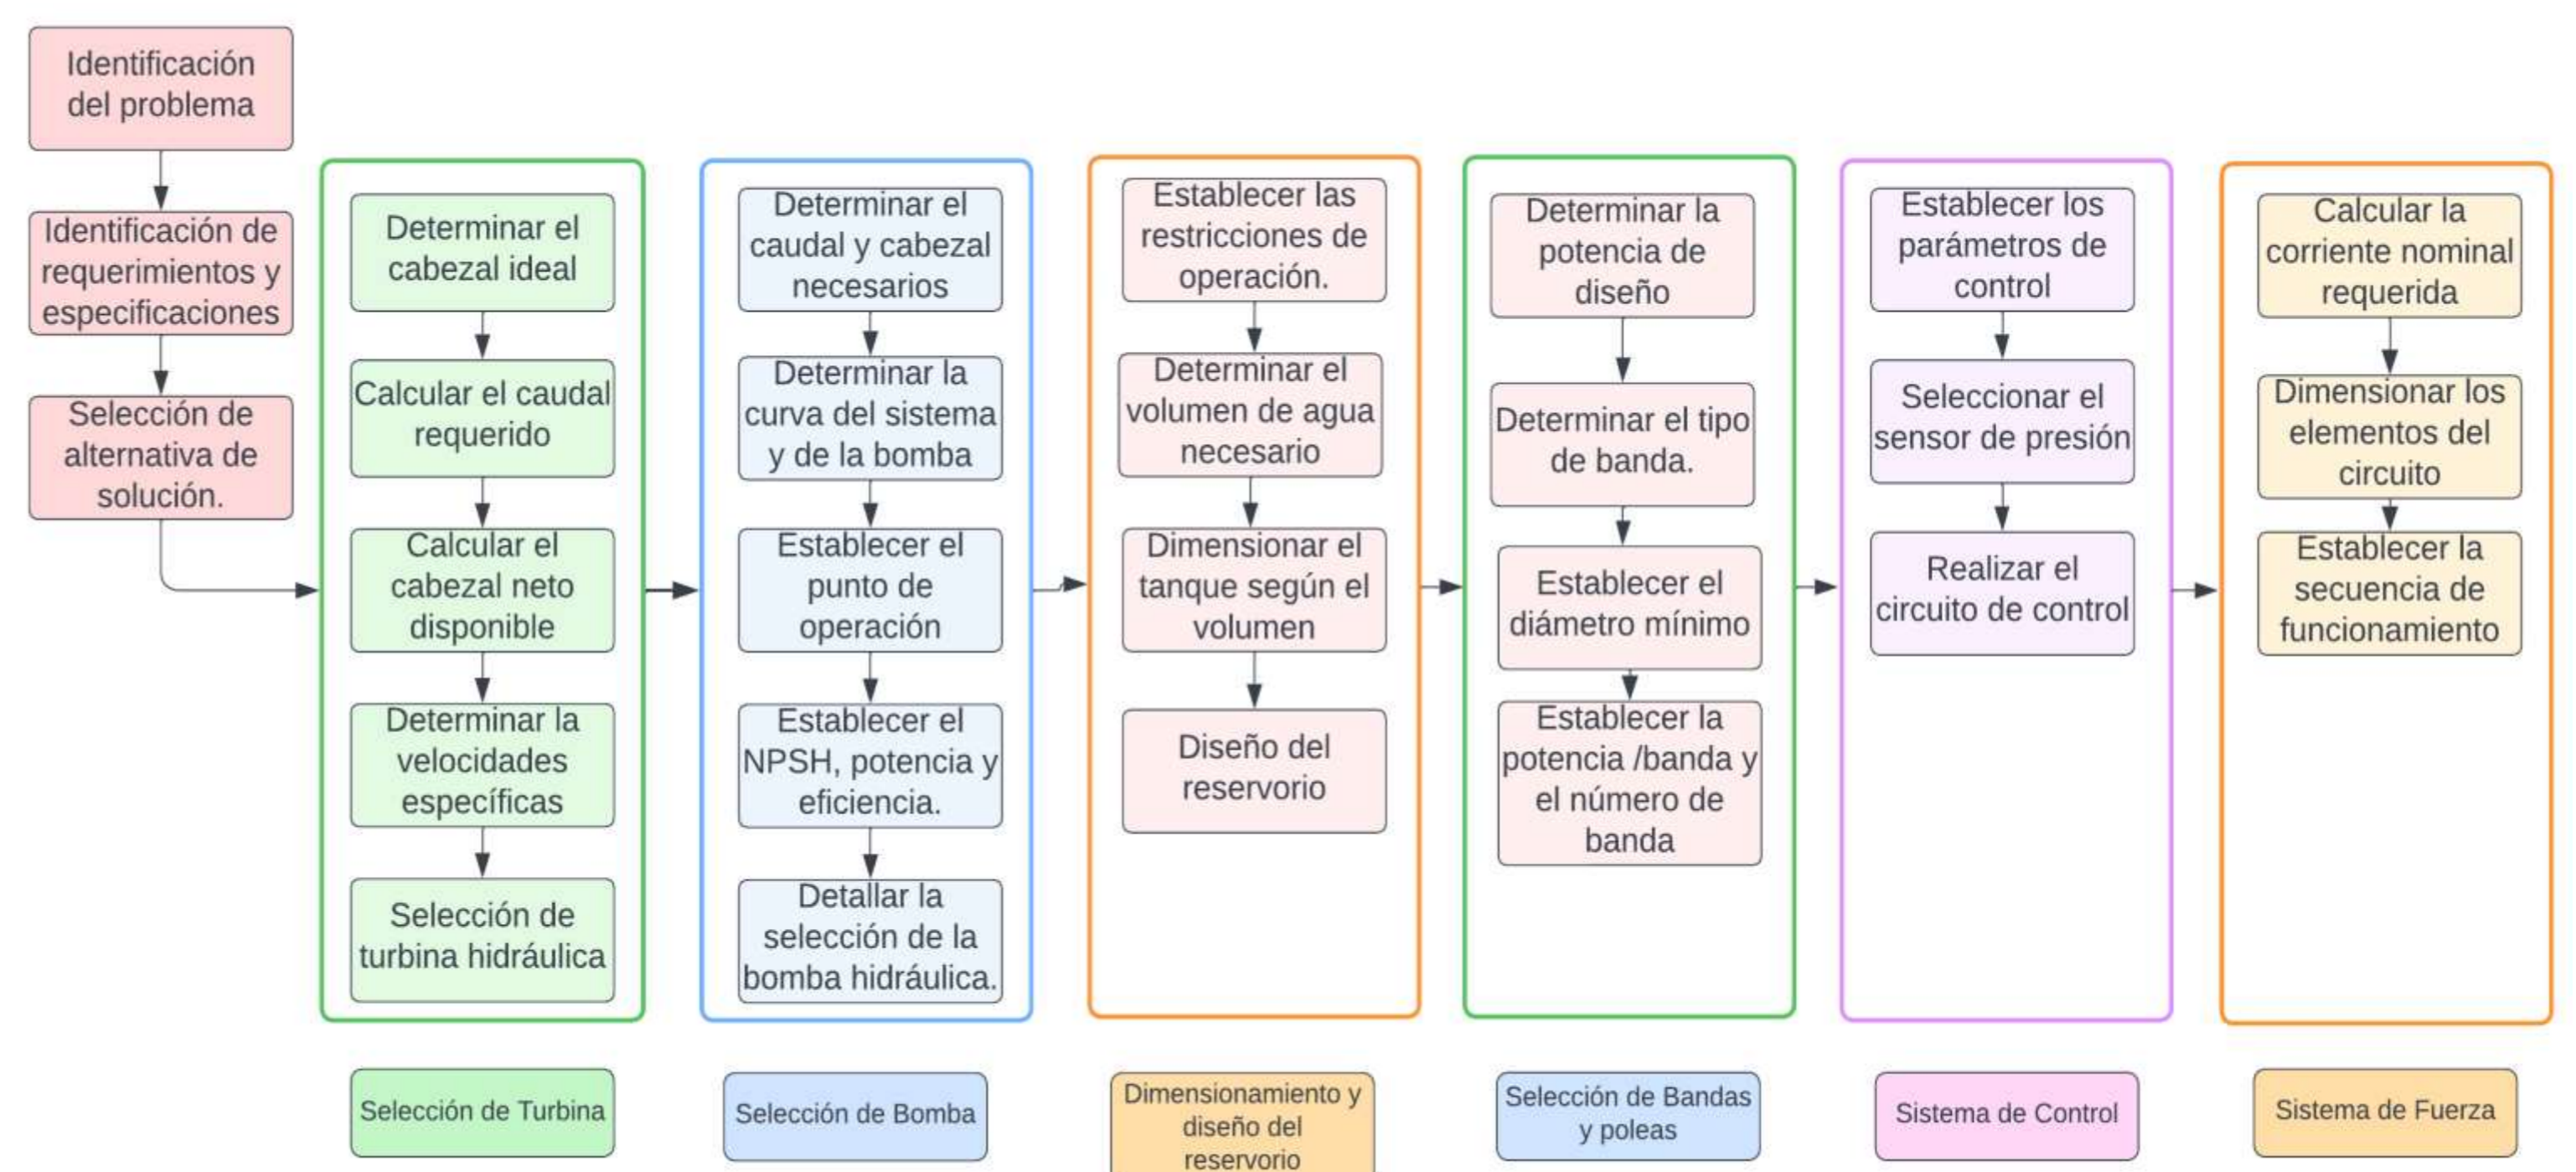 Identificación
del problema
Identificación de
requerimientos y
especificaciones
Selección de
alternativa de
solución.
Determinar el
cabezal ideal
Calcular el caudal
requerido
Calcular el
cabezal neto
disponible
Determinar la
velocidades
específicas
Selección de
turbina hidráulica
Selección de Turbina
Determinar el
caudal y cabezal
necesarios
Determinar la
curva del sistema
y de la bomba
Establecer el
punto de
operación
Establecer el
NPSH, potencia y
eficiencia.
Detallar la
selección de la
bomba hidráulica.
Selección de Bomba
Establecer las
restricciones de
operación.
Determinar el
volumen de agua
necesario
Dimensionar el
tanque según el
volumen
Diseño del
reservorio
Dimensionamiento y
diseño del
reservorio
Determinar la
potencia de
diseño
Determinar el tipo
de banda.
Establecer el
diámetro mínimo
Establecer la
potencia /banda y
el número de
banda
Selección de Bandas
y poleas
Establecer los
parámetros de
control
Seleccionar el
sensor de presión
Realizar el
circuito de control
Sistema de Control
Calcular la
corriente nominal
requerida
Dimensionar los
elementos del
circuito
Establecer la
secuencia de
funcionamiento
Sistema de Fuerza